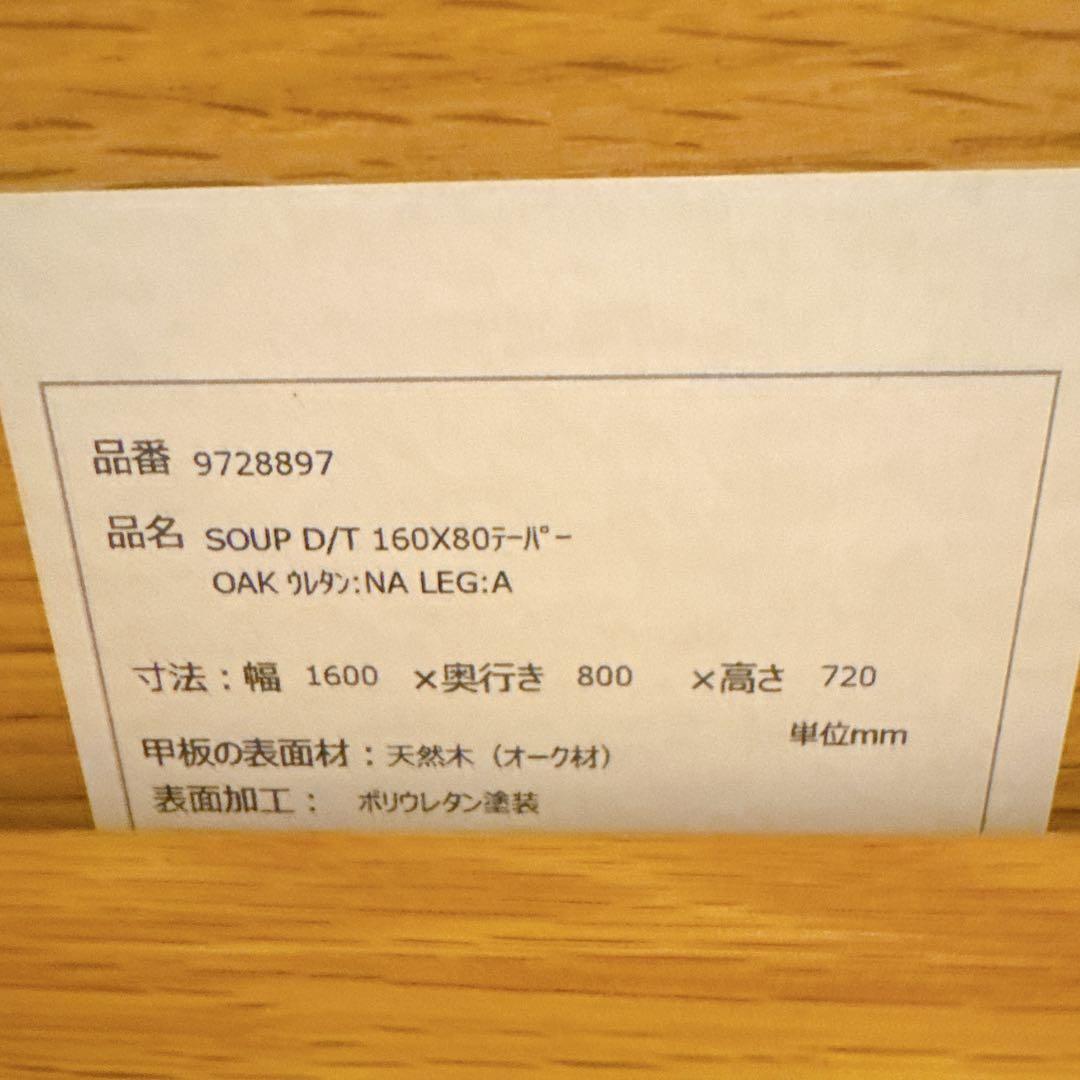 品番 9728897
品名 SOUP D/T 160X80ﾃｰﾊﾟｰ
OAK ｳﾚﾀﾝ:NA LEG:A
寸法：幅 1600 ×奥行き 800 ×高さ 720
単位mm
甲板の表面材：天然木（オーク材）
表面加工： ポリウレタン塗装